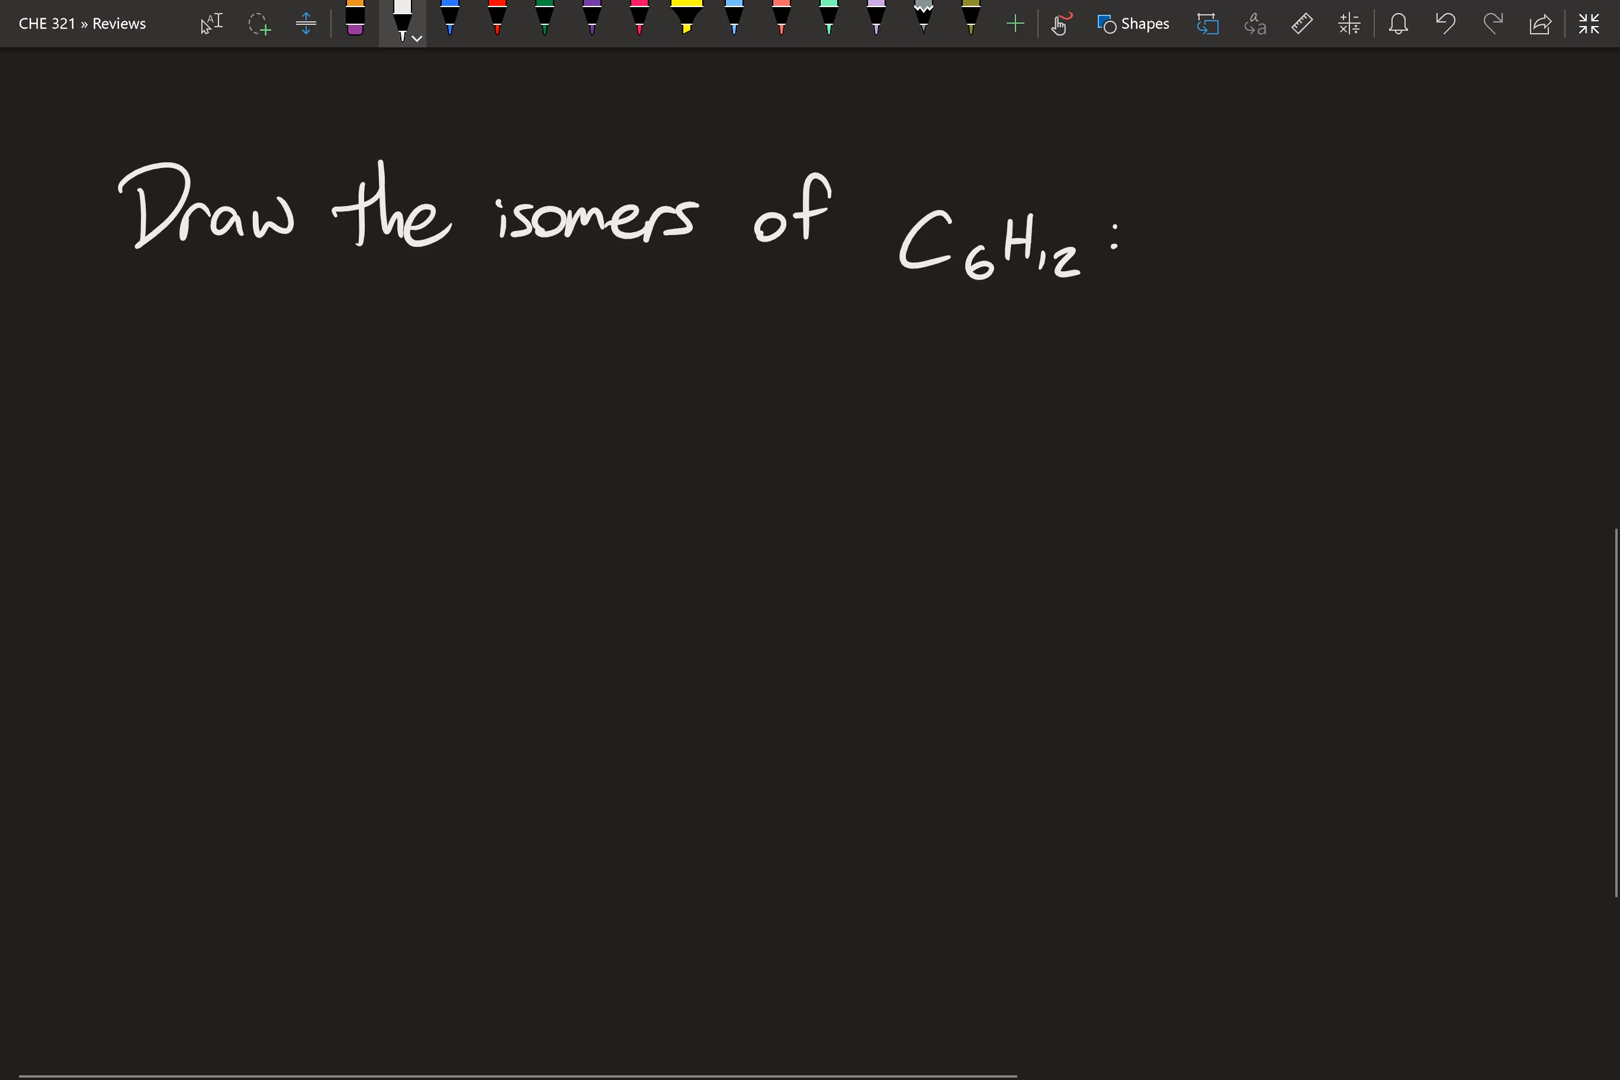 CHE 321 » Reviews
Shapes
Draw the isomers of C₆H₁₂: